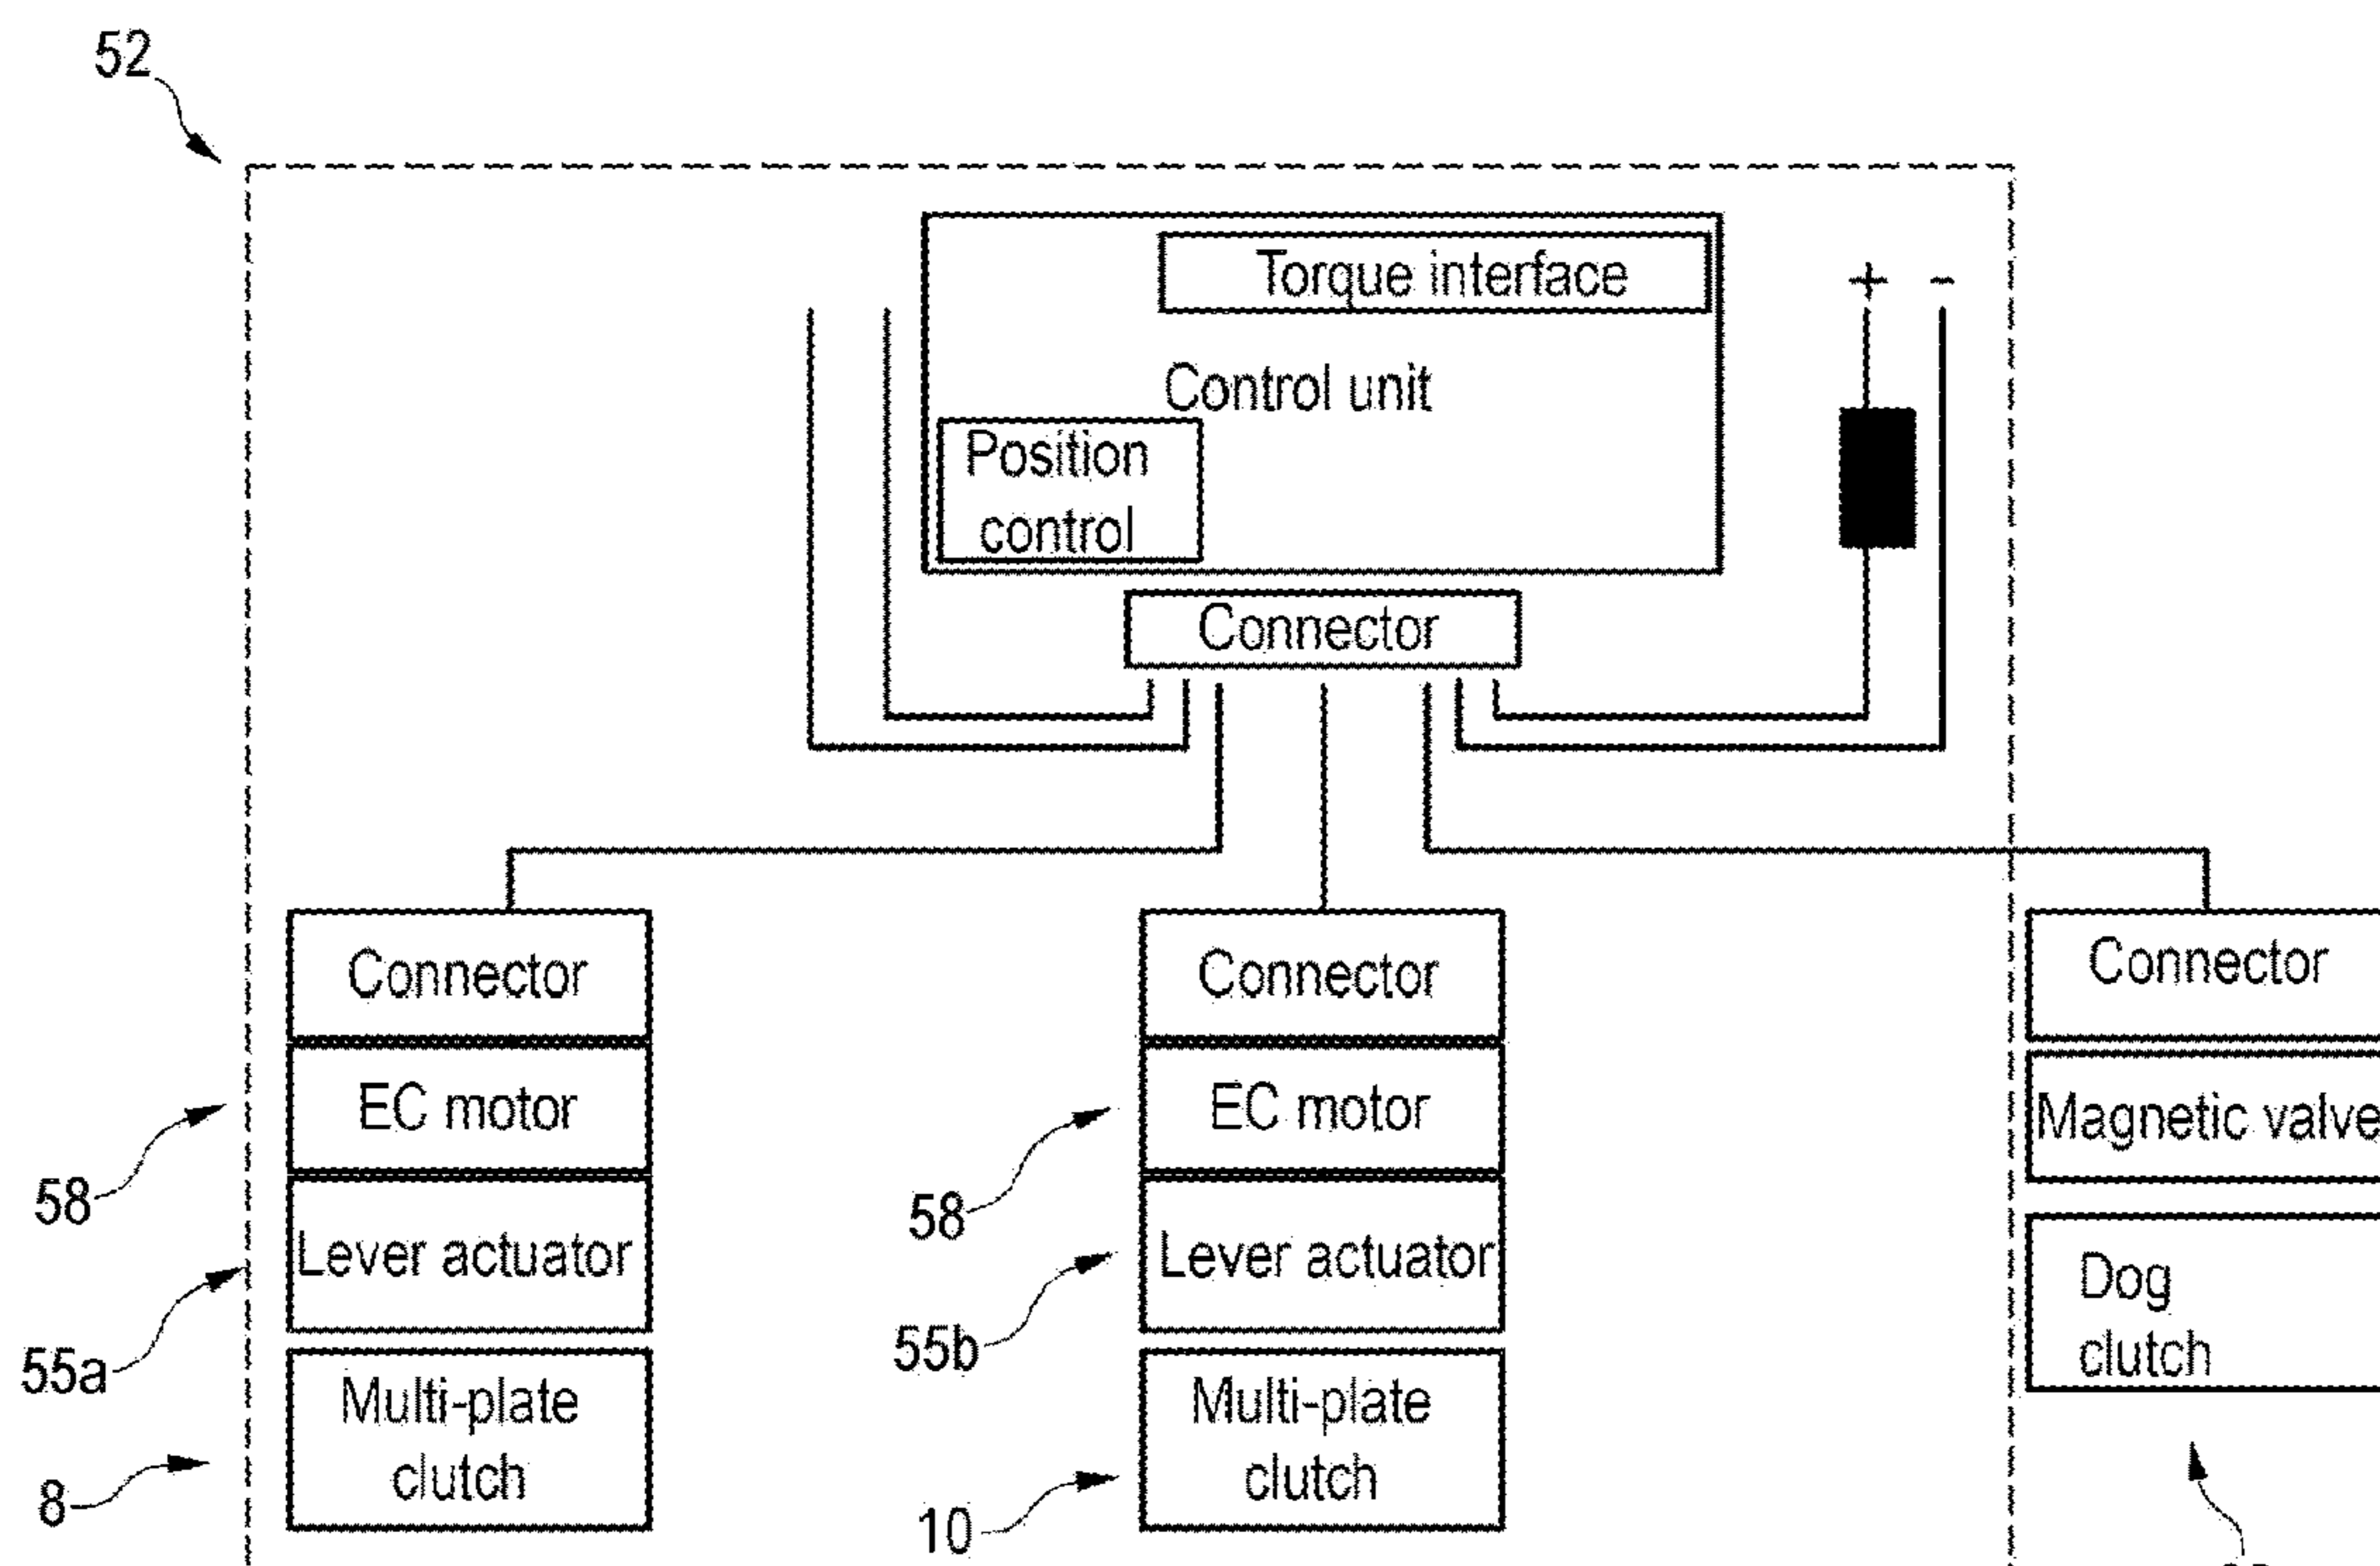 52
Torque interface
+ -
Control unit
Position
control
Connector
Connector
Connector
Connector
EC motor
EC motor
Magnetic valve
58
58
Lever actuator
Lever actuator
Dog
clutch
55a
55b
Multi-plate
clutch
Multi-plate
clutch
8
10